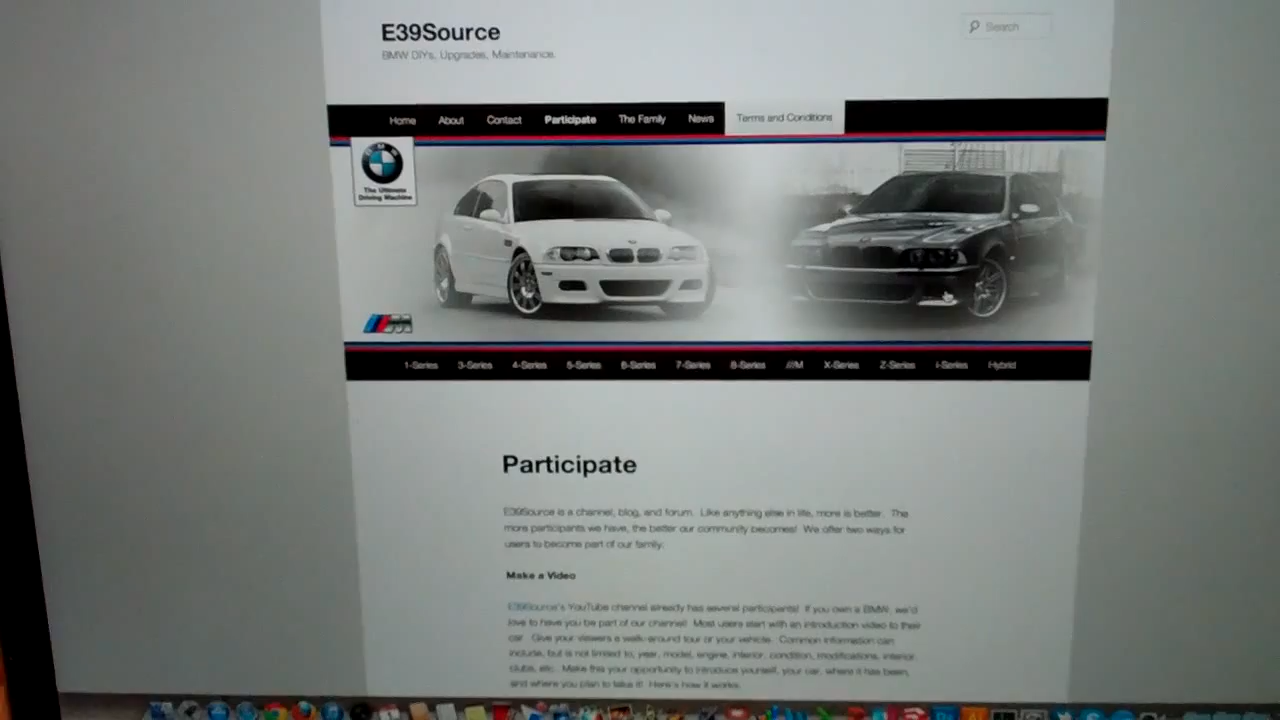 E39Source
BMW DIYs, Upgrades, Maintenance.
Search
Home About Contact Participate The Family News Terms and Conditions
BMW
The Ultimate
Driving Machine
M
1-Series 3-Series 4-Series 5-Series 6-Series 7-Series 8-Series ///M X-Series Z-Series i-Series Hybrid
Participate
E39Source is a channel, blog, and forum. Like anything else in life, more is better. The
more participants we have, the better our community becomes! We offer two ways for
users to become part of our family.
Make a Video
E39Source's YouTube channel already has several participants! If you own a BMW, we'd
love to have you be part of our channel! Most users start with an introduction video to their
car. Give your viewers a walk-around tour or your vehicle. Common information can
include, but is not limited to, year, model, engine, interior, condition, modifications, interior,
clubs, etc. Make this your opportunity to introduce yourself, your car, where it has been,
and where you plan to take it! Here's how it works.